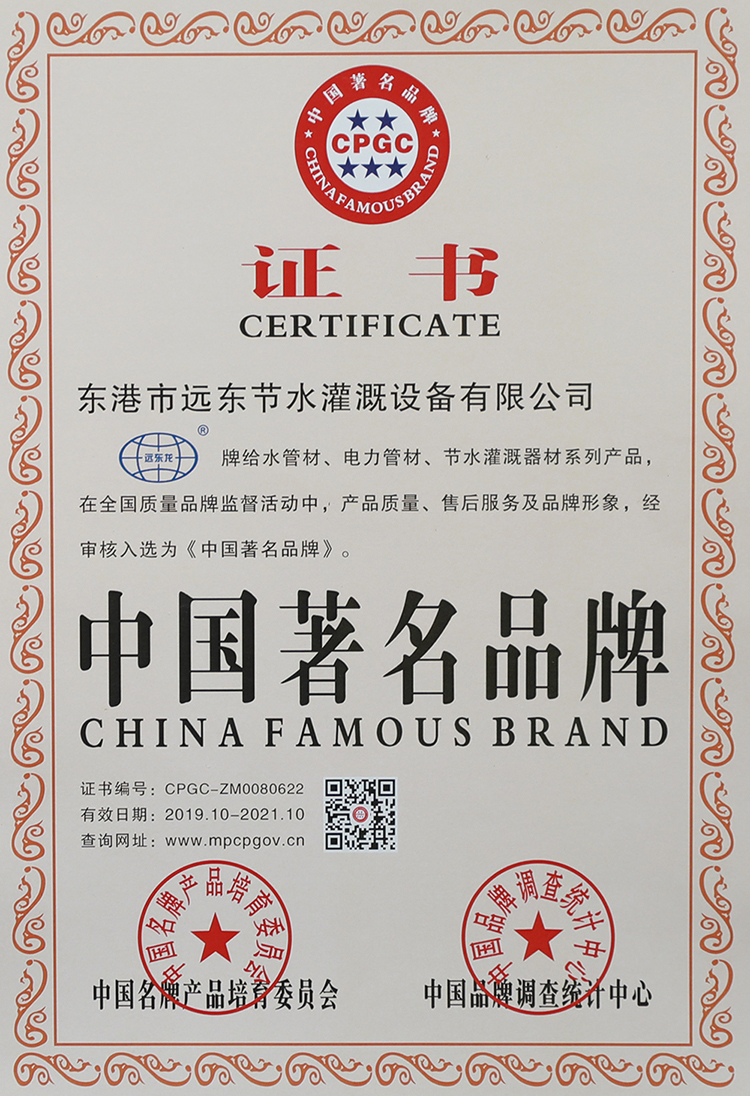 中国著名品牌
CPGC
CHINA FAMOUS BRAND
证书
CERTIFICATE
东港市远东节水灌溉设备有限公司
远东龙 ® 牌给水管材、电力管材、节水灌溉器材系列产品，
在全国质量品牌监督活动中，产品质量、售后服务及品牌形象，经
审核入选为《中国著名品牌》。
中国著名品牌
CHINA FAMOUS BRAND
证书编号：CPGC-ZM0080622
有效日期：2019.10-2021.10
查询网址：www.mpcpgov.cn
中国名牌产品培育委员会
中国品牌调查统计中心
中国名牌产品培育委员会
中国品牌调查统计中心